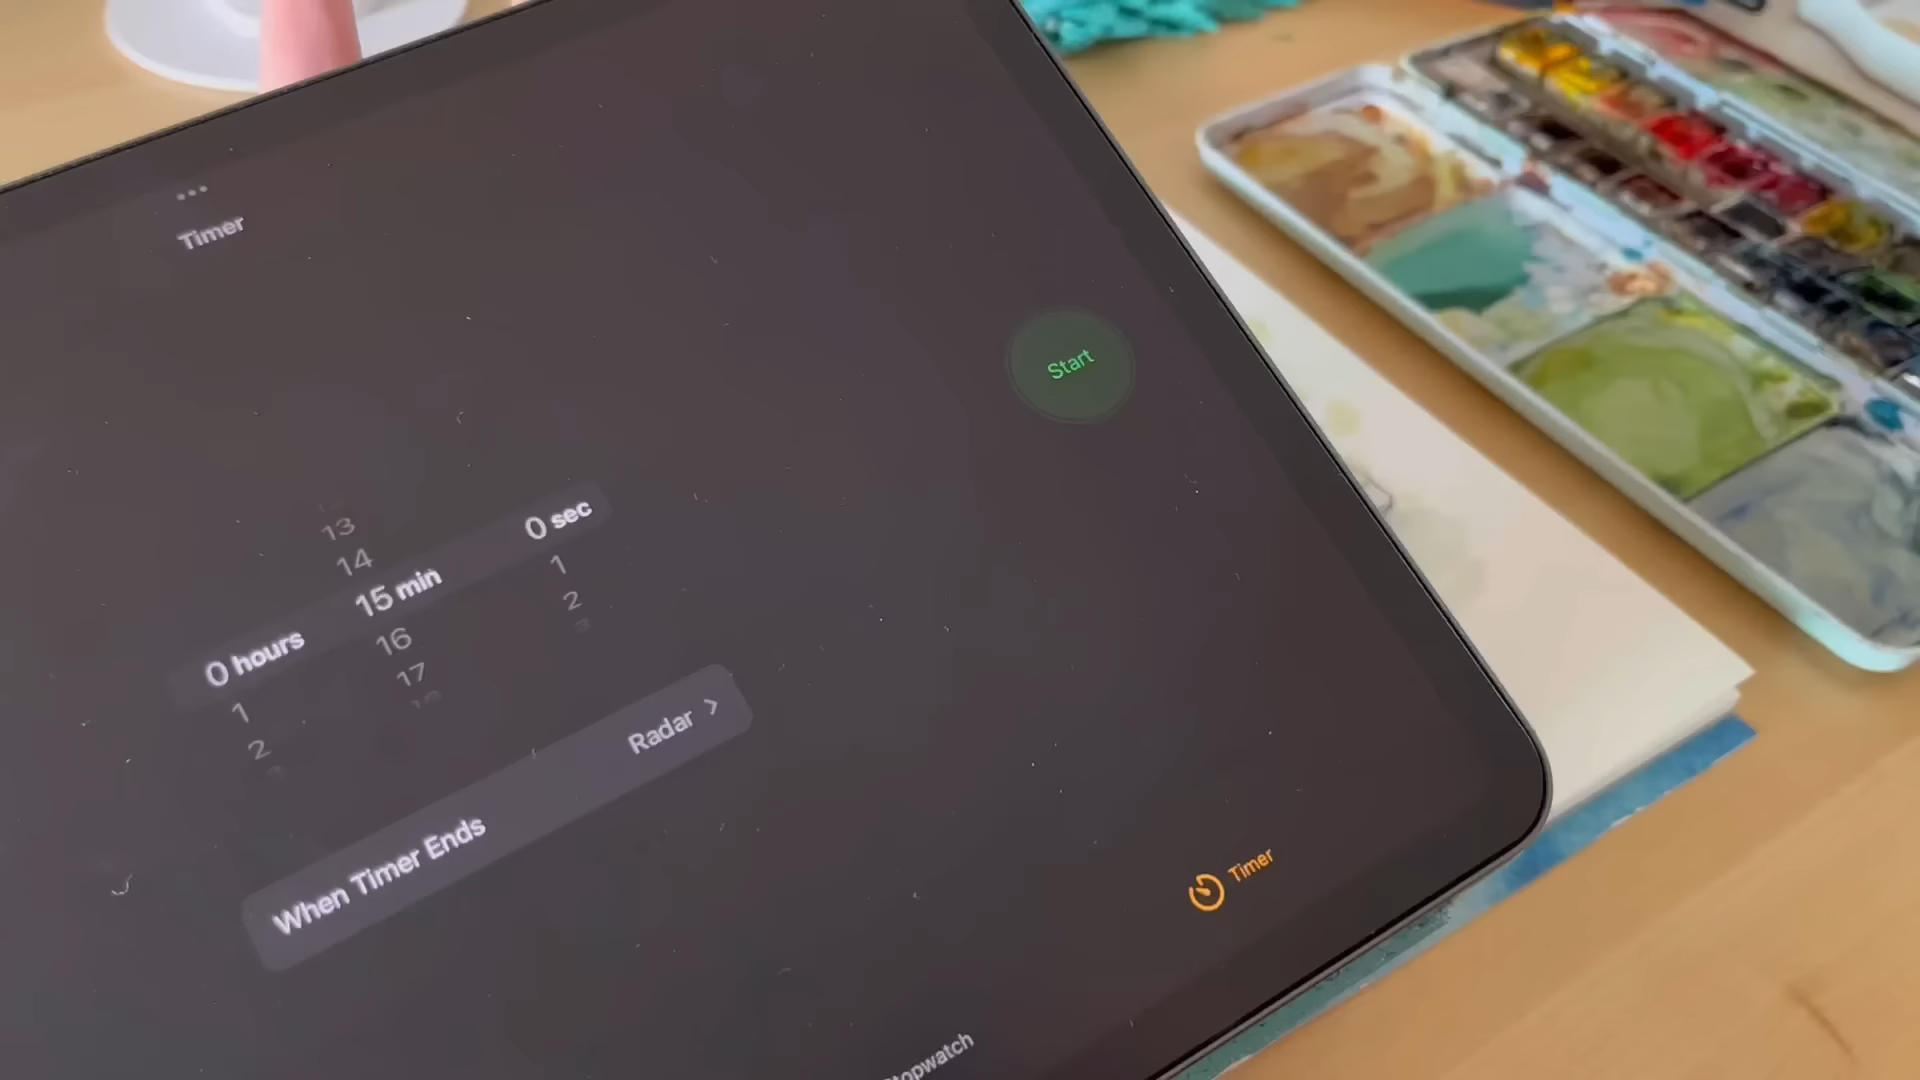 Timer
Start
13
14
0 hours 15 min 0 sec
1 16 1
2 17 2
When Timer Ends Radar
Timer